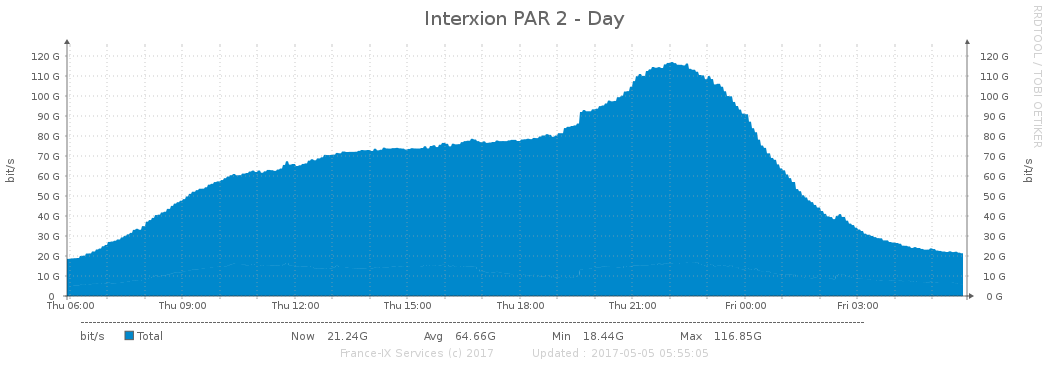 Interxion PAR 2 - Day
RRDTOOL / TOBI OETIKER
bit/s
120 G 120 G
110 G 110 G
100 G 100 G
90 G 90 G
80 G 80 G
70 G 70 G
60 G 60 G
50 G 50 G
40 G 40 G
30 G 30 G
20 G 20 G
10 G 10 G
0 0 G
bit/s
Thu 06:00 Thu 09:00 Thu 12:00 Thu 15:00 Thu 18:00 Thu 21:00 Fri 00:00 Fri 03:00
bit/s Total Now 21.24G Avg 64.66G Min 18.44G Max 116.85G
France-IX Services (c) 2017 Updated : 2017-05-05 05:55:05